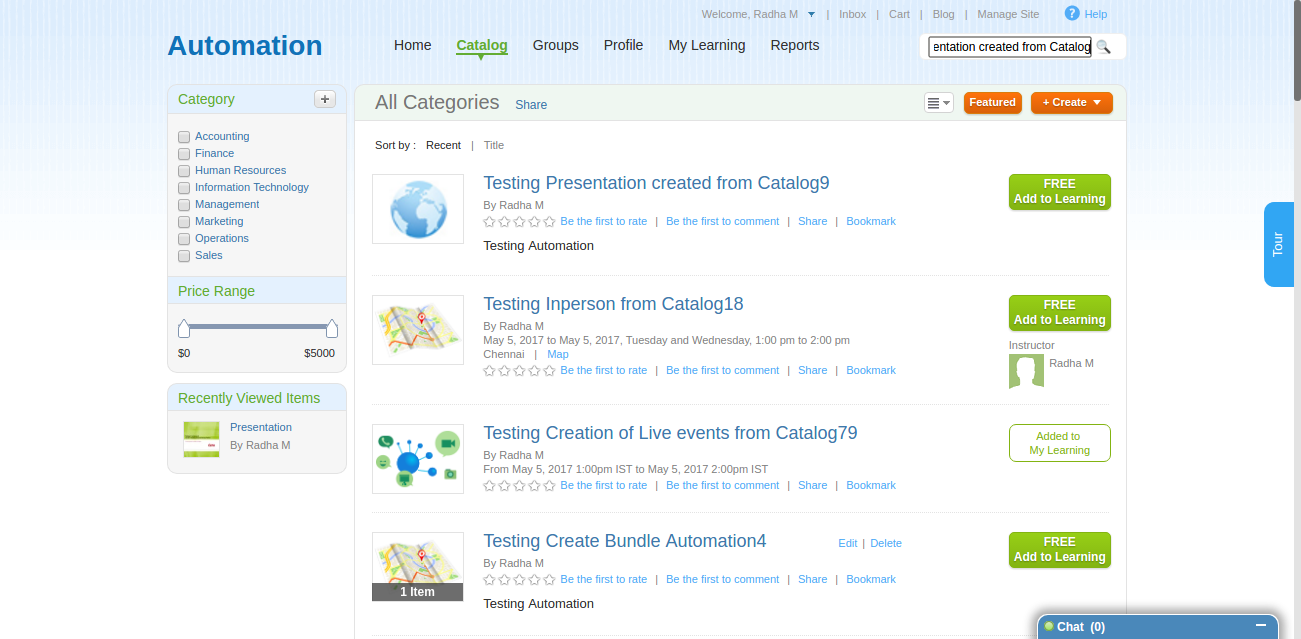 Welcome, Radha M | Inbox | Cart | Blog | Manage Site ? Help
Automation
Home Catalog Groups Profile My Learning Reports
entation created from Catalog
Category +
Accounting
Finance
Human Resources
Information Technology
Management
Marketing
Operations
Sales
Price Range
$0 $5000
Recently Viewed Items
Presentation
By Radha M
All Categories Share
Featured
+ Create
Sort by : Recent | Title
Testing Presentation created from Catalog9
By Radha M
Be the first to rate | Be the first to comment | Share | Bookmark
Testing Automation
FREE
Add to Learning
Testing Inperson from Catalog18
By Radha M
May 5, 2017 to May 5, 2017, Tuesday and Wednesday, 1:00 pm to 2:00 pm
Chennai | Map
Be the first to rate | Be the first to comment | Share | Bookmark
FREE
Add to Learning
Instructor
Radha M
Testing Creation of Live events from Catalog79
By Radha M
From May 5, 2017 1:00pm IST to May 5, 2017 2:00pm IST
Be the first to rate | Be the first to comment | Share | Bookmark
Added to
My Learning
Testing Create Bundle Automation4
Edit | Delete
By Radha M
Be the first to rate | Be the first to comment | Share | Bookmark
1 Item
Testing Automation
FREE
Add to Learning
Tour
Chat (0)